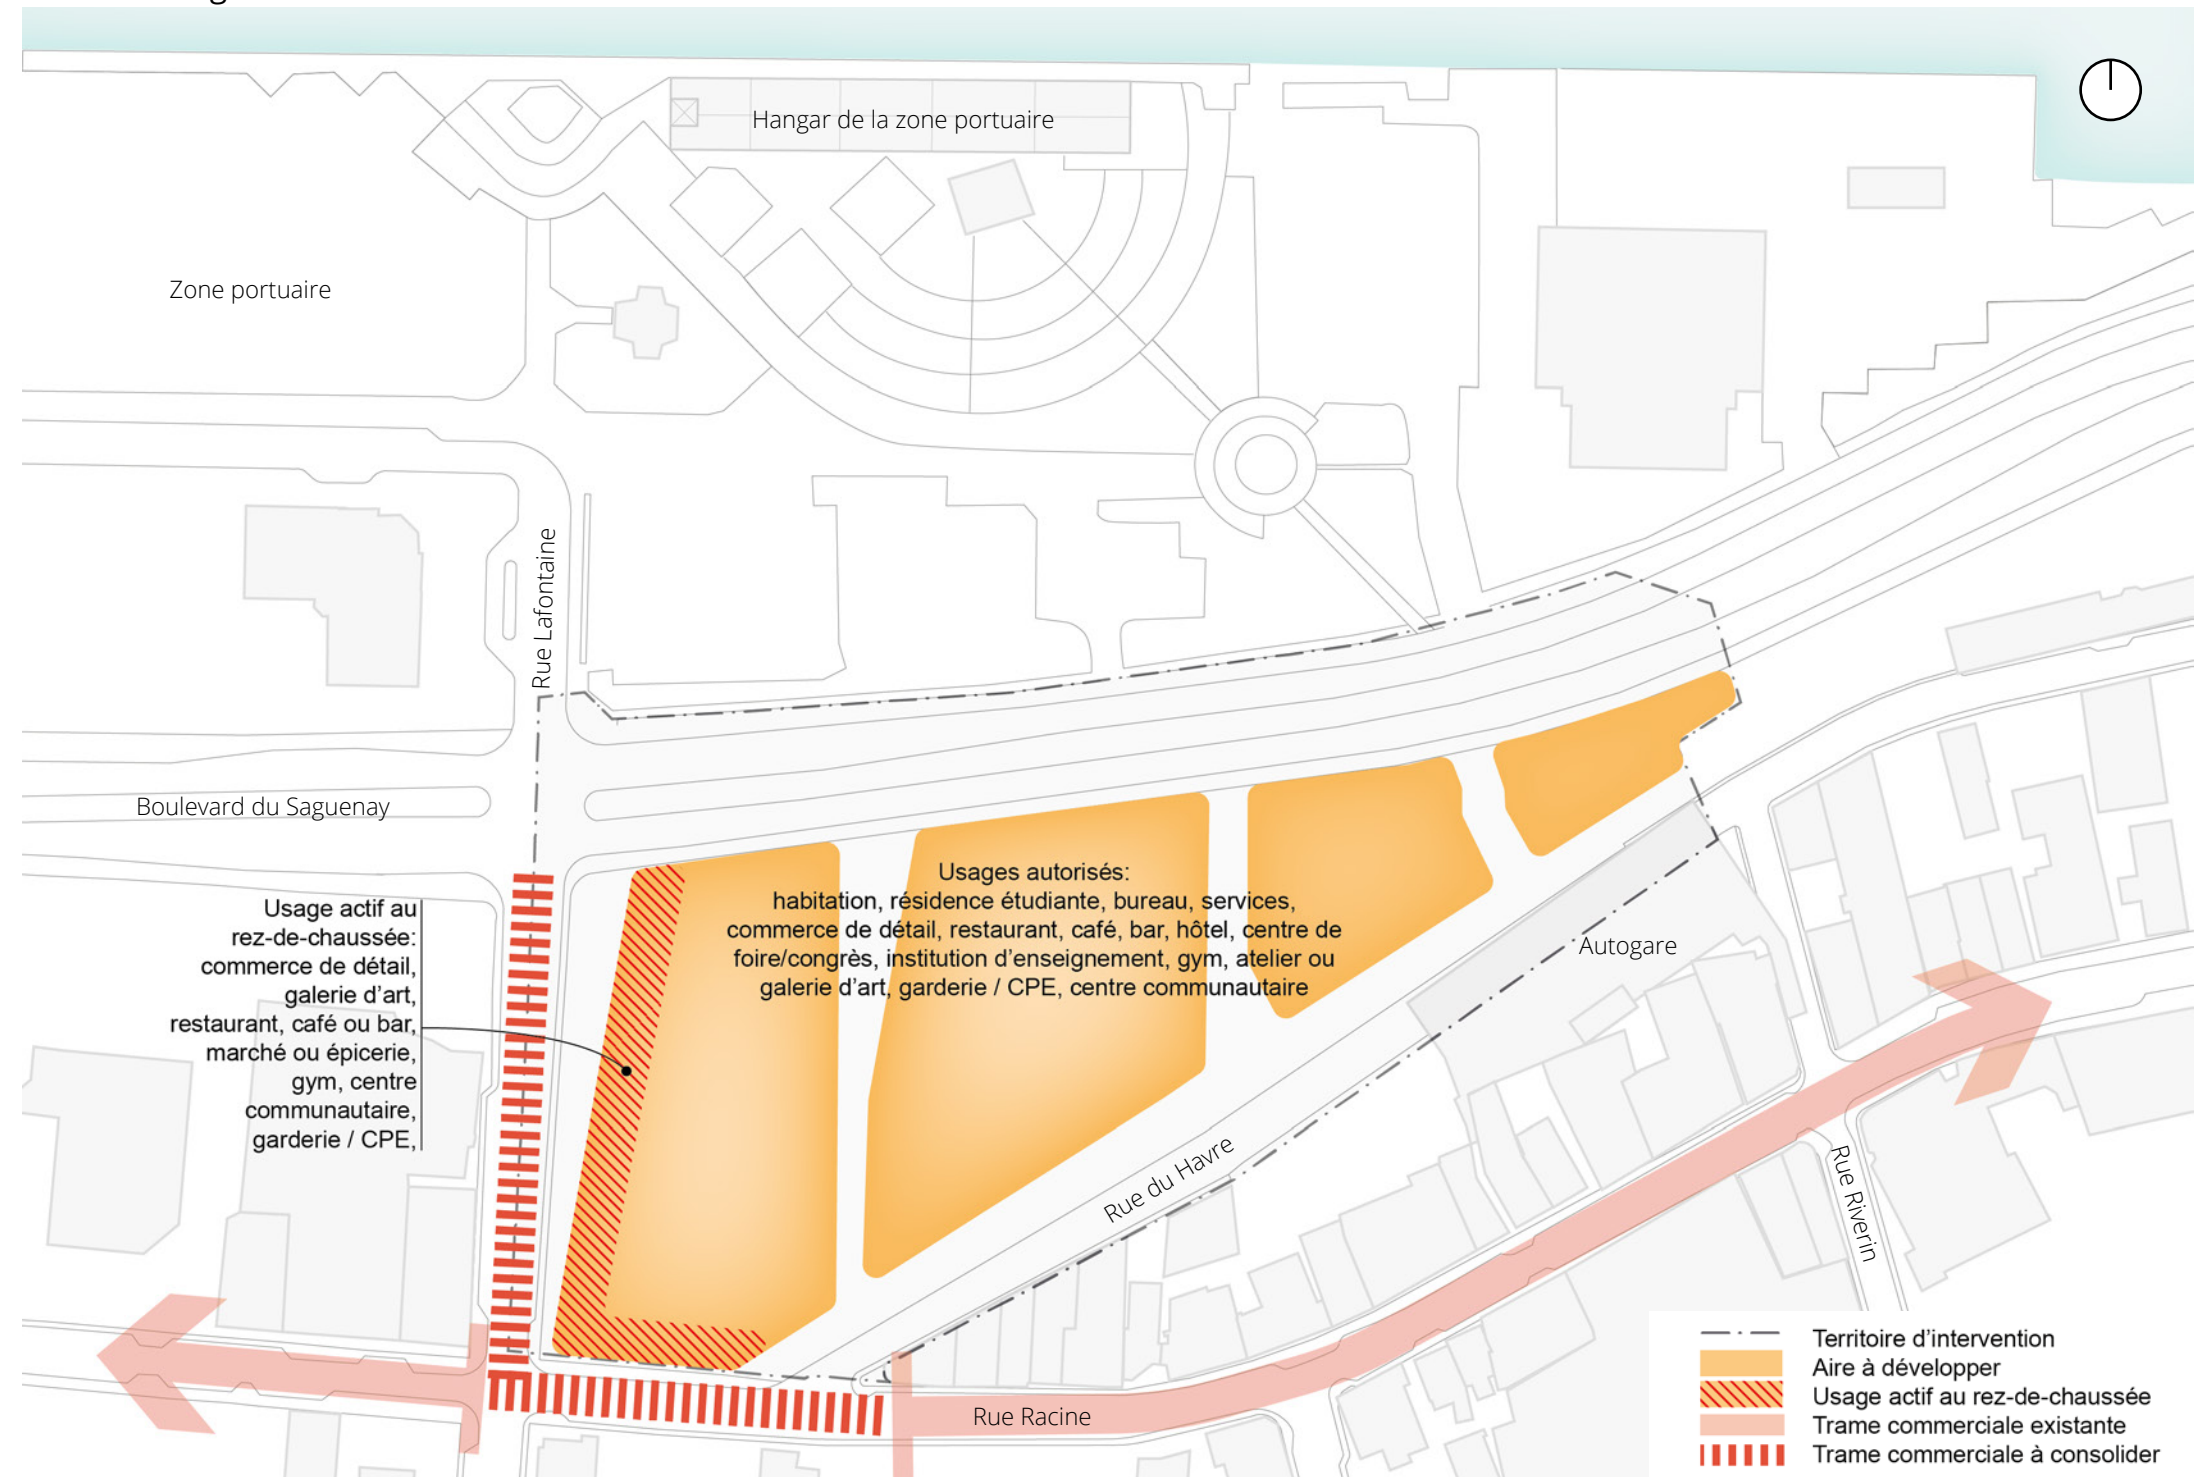 Hangar de la zone portuaire
Zone portuaire
Rue Lafontaine
Boulevard du Saguenay
Usage actif au
rez-de-chaussée:
commerce de détail,
galerie d'art,
restaurant, café ou bar,
marché ou épicerie,
gym, centre
communautaire,
garderie / CPE,
Usages autorisés:
habitation, résidence étudiante, bureau, services,
commerce de détail, restaurant, café, bar, hôtel, centre de
foire/congrès, institution d'enseignement, gym, atelier ou
galerie d'art, garderie / CPE, centre communautaire
Autogare
Rue du Havre
Rue Riverin
Rue Racine
Territoire d'intervention
Aire à développer
Usage actif au rez-de-chaussée
Trame commerciale existante
Trame commerciale à consolider